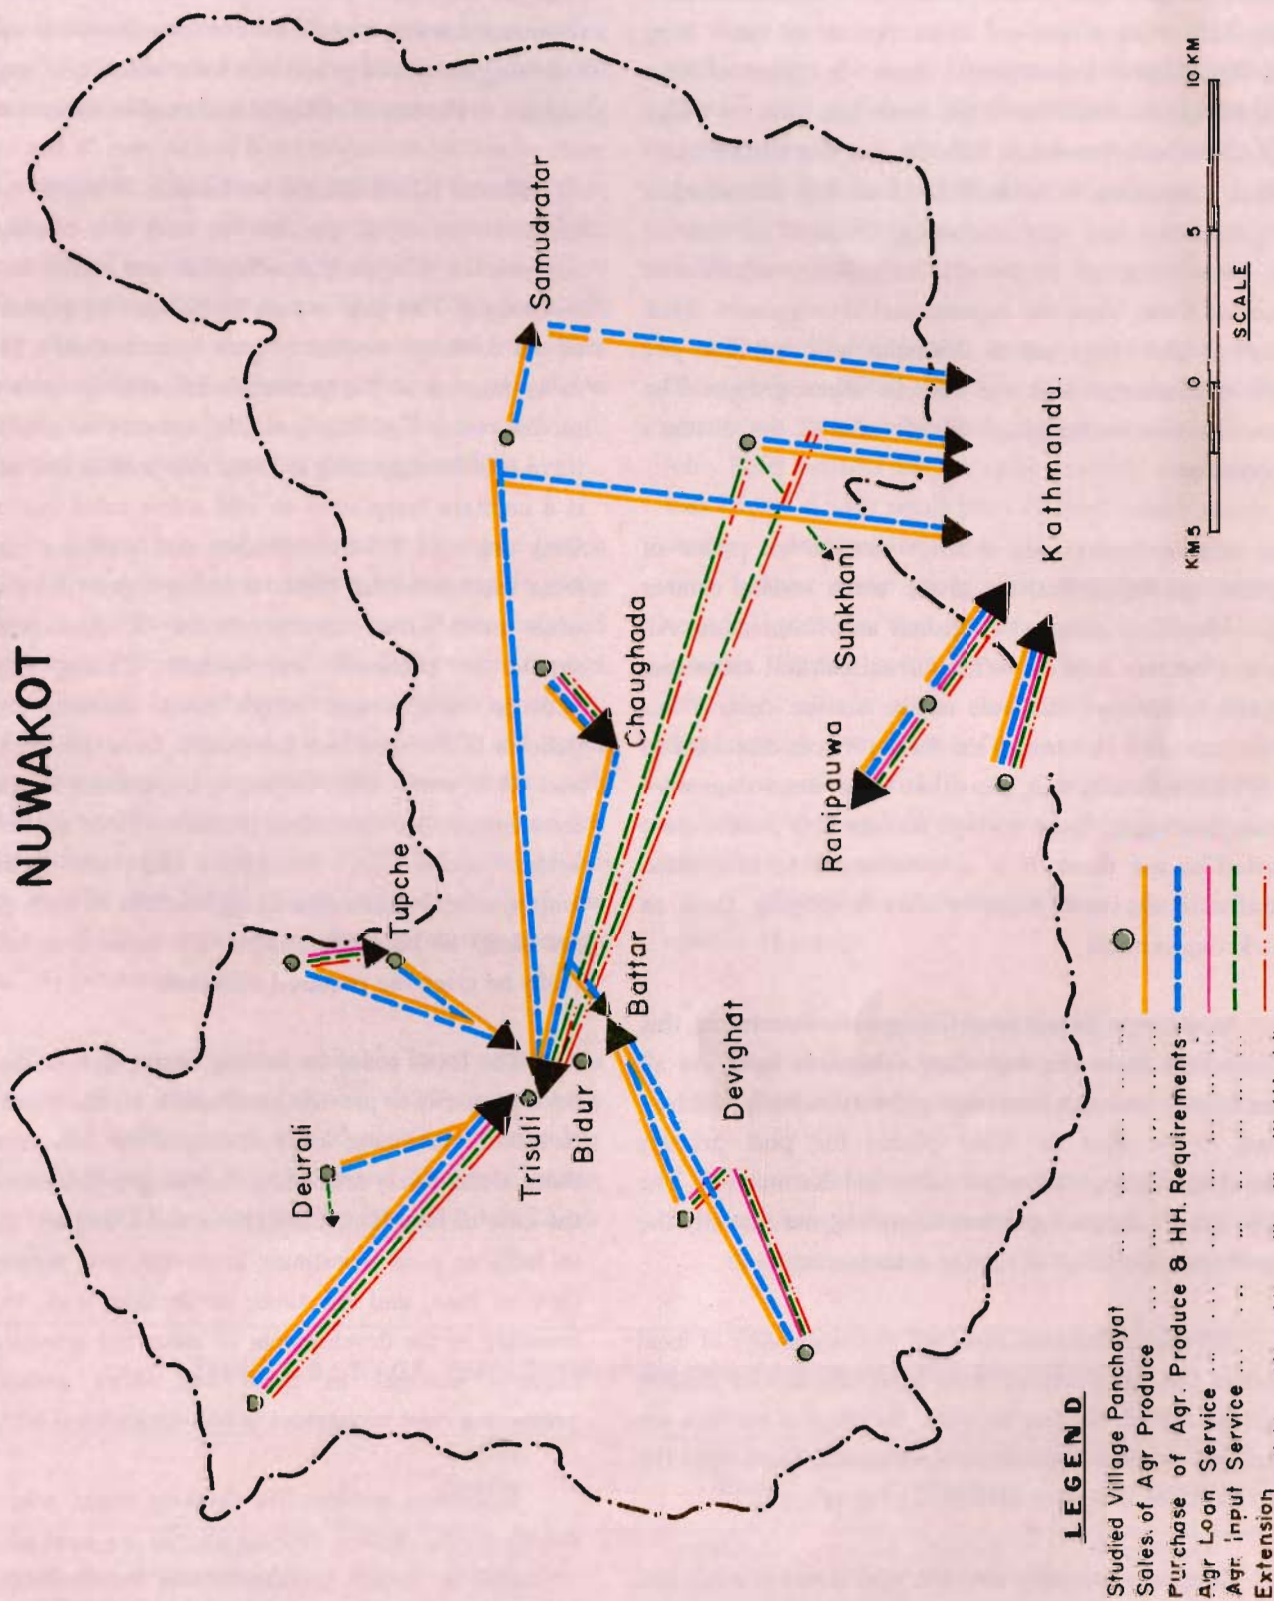 NUWAKOT
Samudratar
Tupche
Chaughada
Sunkhani
Kathmandu
Deurali
Trisuli
Bidur
Battar
Ranipauwa
Devighat
KM 5 0 5 10 KM
SCALE
LEGEND
Studied Village Panchayat
Sales. of Agr Produce
Purchase of Agr. Produce & HH. Requirements
Agr Loan Service
Agr. Input Service
Extension